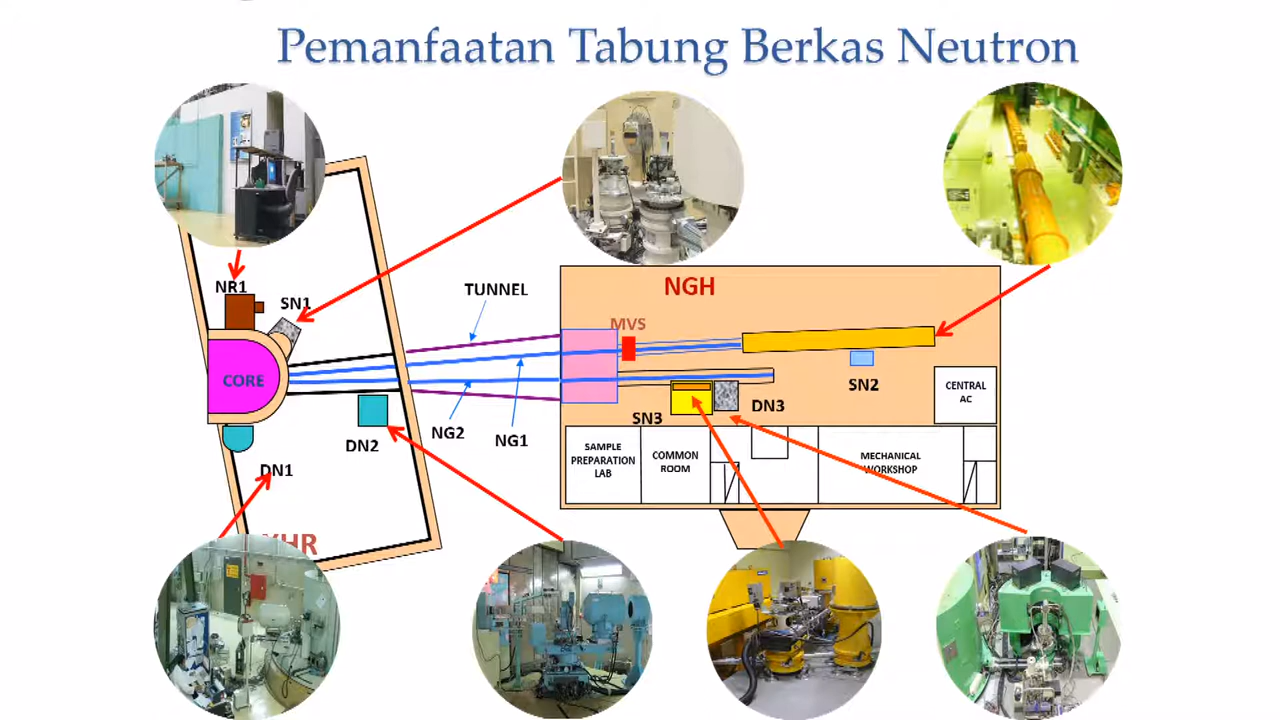 Pemanfaatan Tabung Berkas Neutron
NR1
SN1
TUNNEL
NGH
MVS
CORE
SN2
CENTRAL
AC
SN3
DN3
DN2
NG2
NG1
DN1
SAMPLE
PREPARATION
LAB
COMMON
ROOM
MECHANICAL
WORKSHOP
XHR